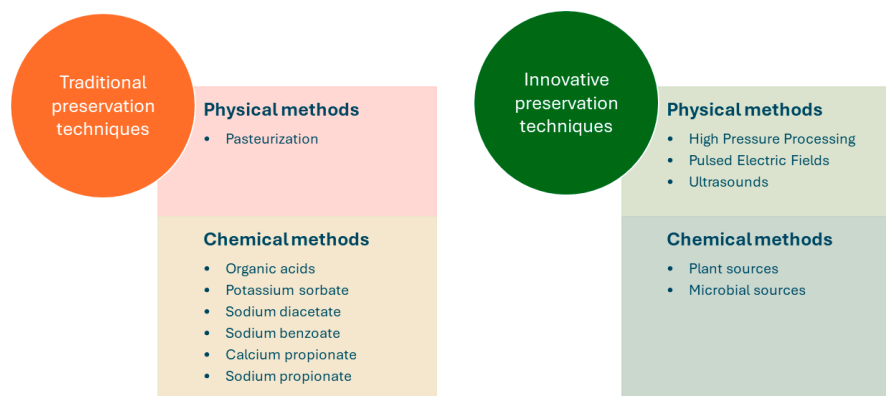 Traditional
preservation
techniques
Physical methods
• Pasteurization
Chemical methods
• Organic acids
• Potassium sorbate
• Sodium diacetate
• Sodium benzoate
• Calcium propionate
• Sodium propionate
Innovative
preservation
techniques
Physical methods
• High Pressure Processing
• Pulsed Electric Fields
• Ultrasounds
Chemical methods
• Plant sources
• Microbial sources